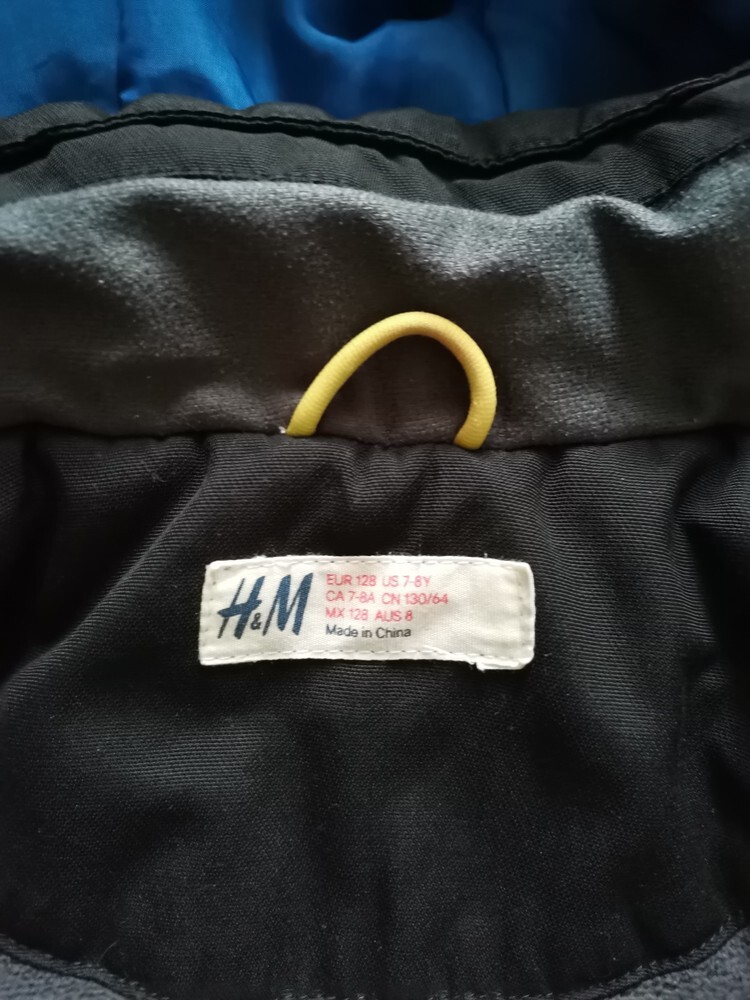 H&M
EUR 128 US 7-8Y
CA 7-8A CN 130/64
MX 128 AUS 8
Made in China